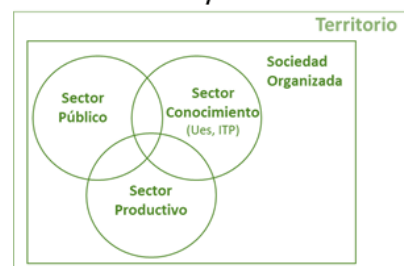 Territorio
Sociedad
Organizada
Sector
Público
Sector
Conocimiento
(Ues, ITP)
Sector
Productivo